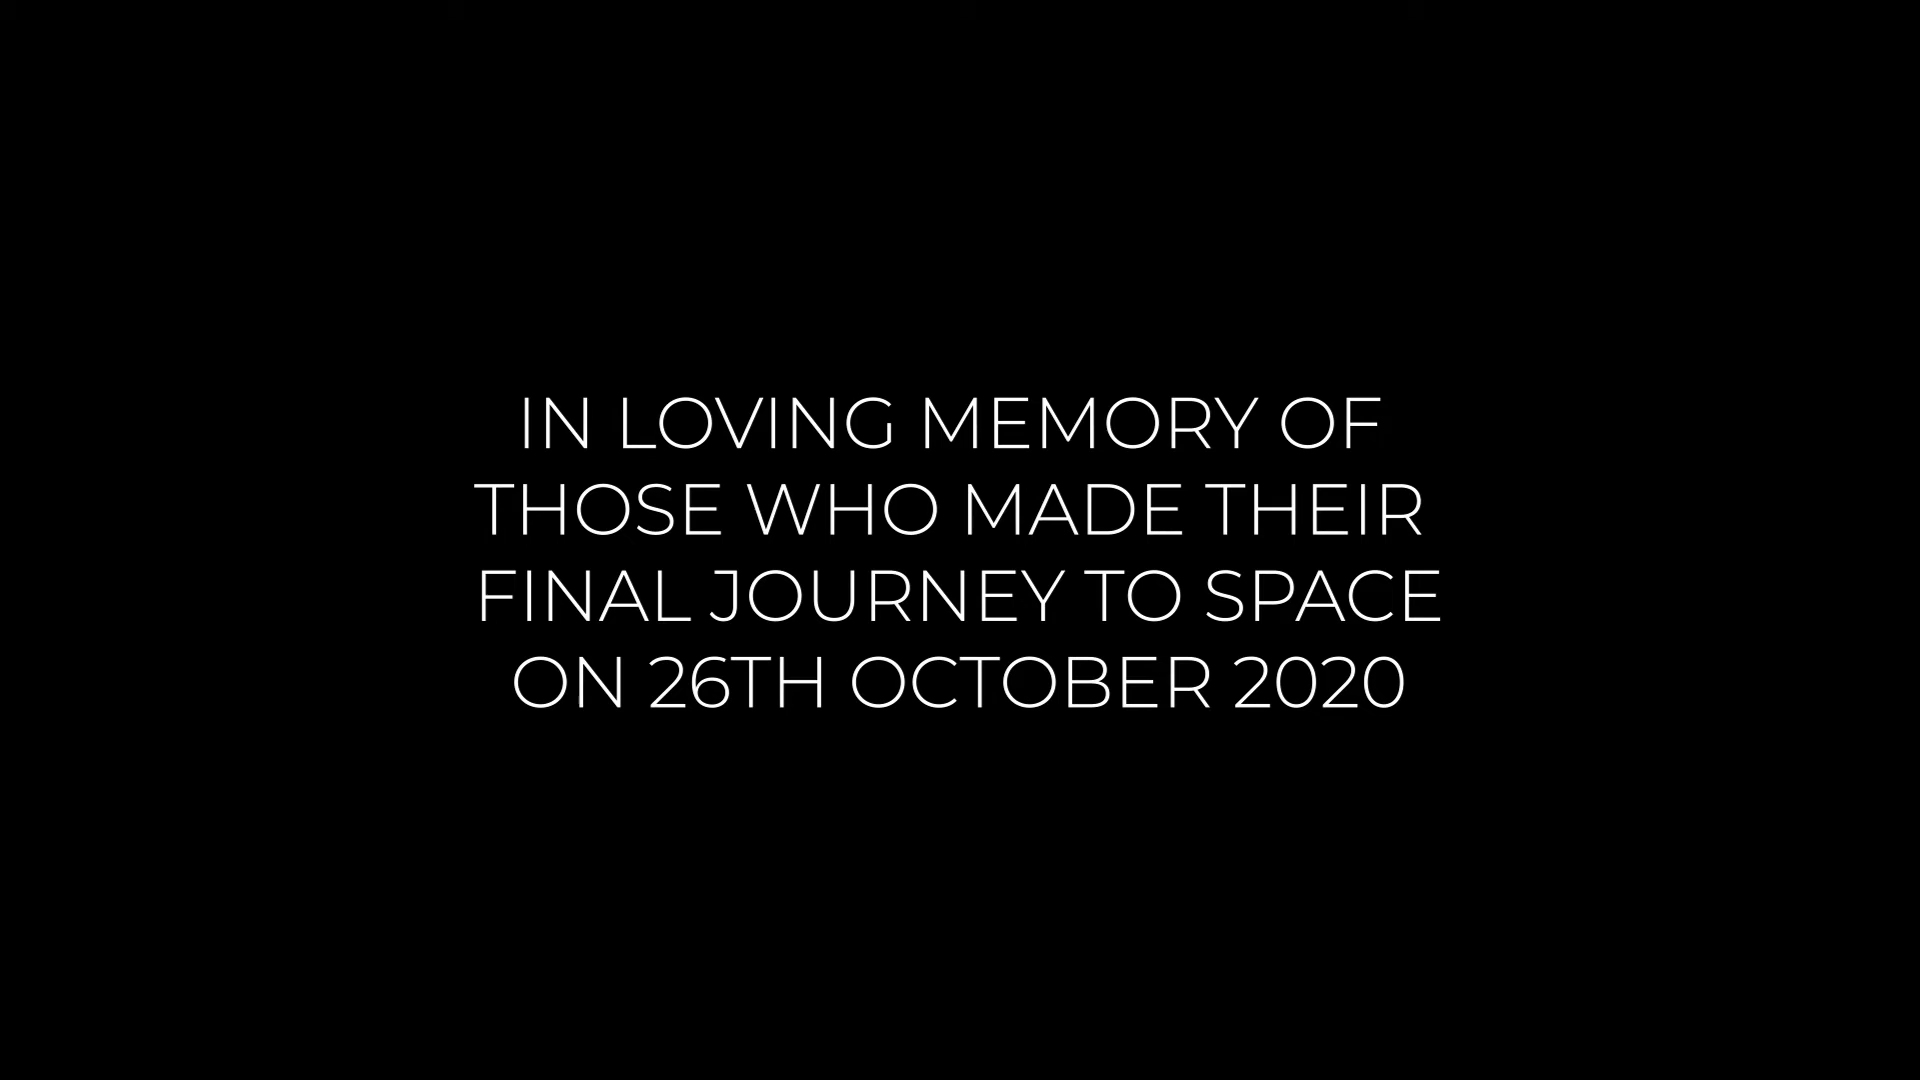 IN LOVING MEMORY OF
THOSE WHO MADE THEIR
FINAL JOURNEY TO SPACE
ON 26TH OCTOBER 2020